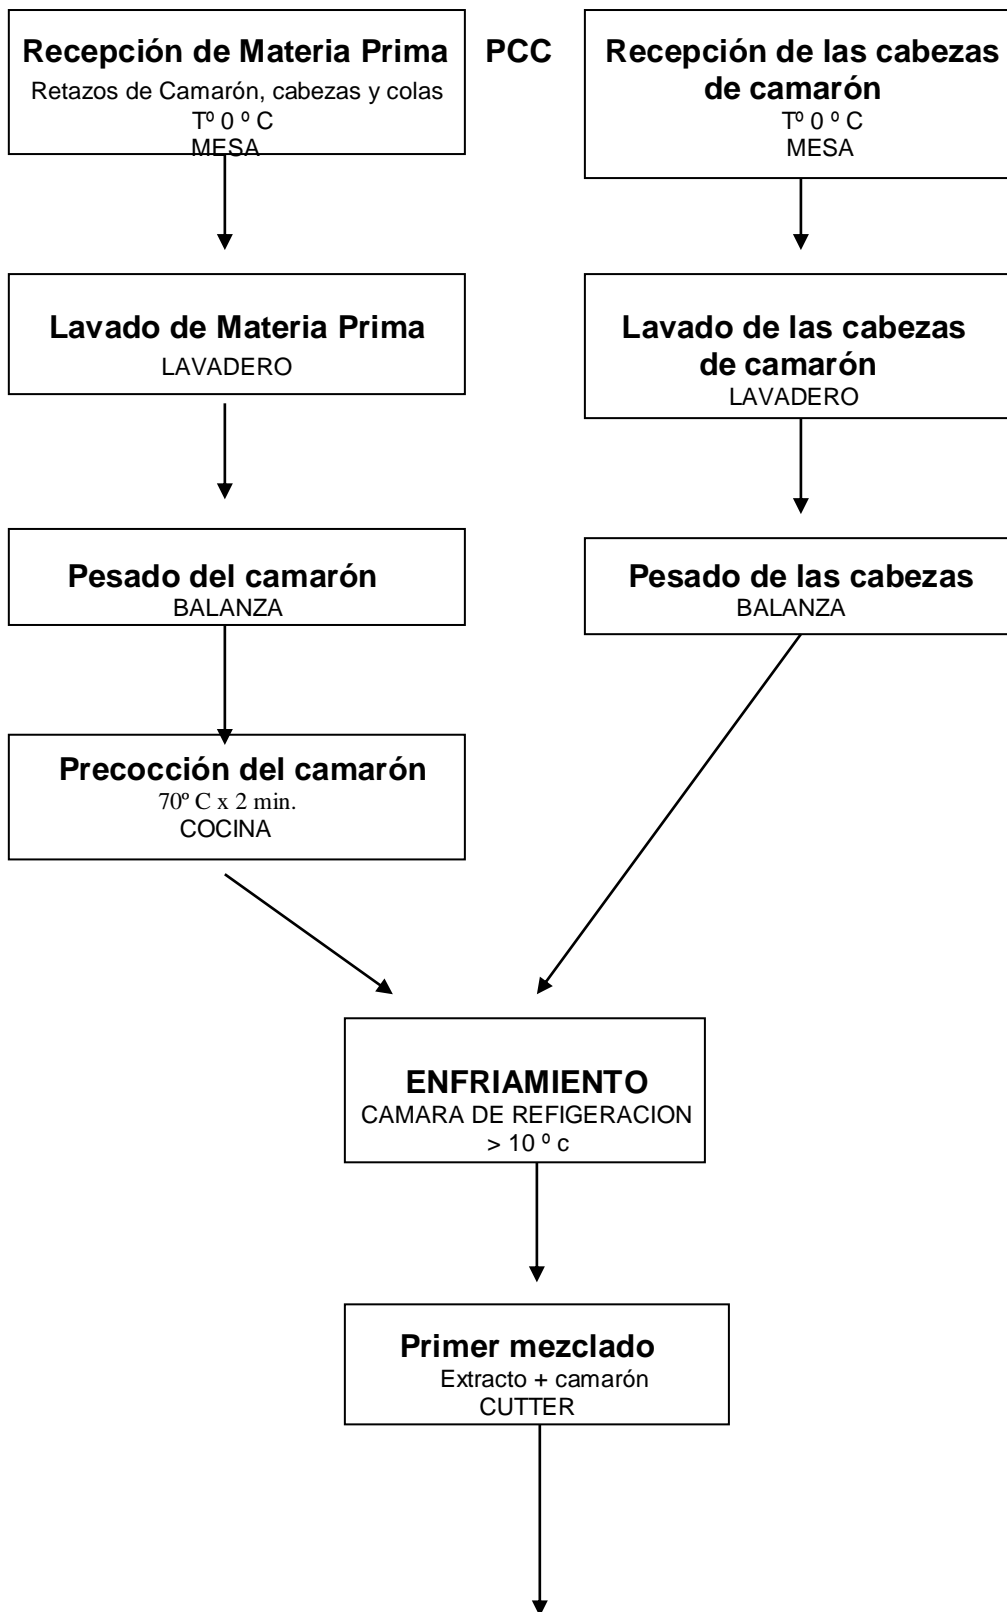 Recepción de Materia Prima
Retazos de Camarón, cabezas y colas
Tº 0 º C
MESA
PCC
Recepción de las cabezas
de camarón
Tº 0 º C
MESA
Lavado de Materia Prima
LAVADERO
Lavado de las cabezas
de camarón
LAVADERO
Pesado del camarón
BALANZA
Pesado de las cabezas
BALANZA
Precocción del camarón
70º C x 2 min.
COCINA
ENFRIAMIENTO
CAMARA DE REFIGERACION
> 10 º c
Primer mezclado
Extracto + camarón
CUTTER